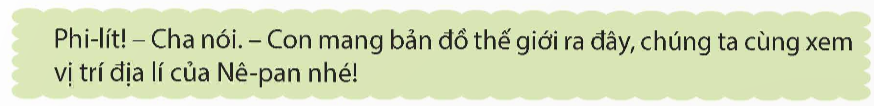 Phi-lít! – Cha nói. – Con mang bản đồ thế giới ra đây, chúng ta cùng xem
vị trí địa lí của Nê-pan nhé!